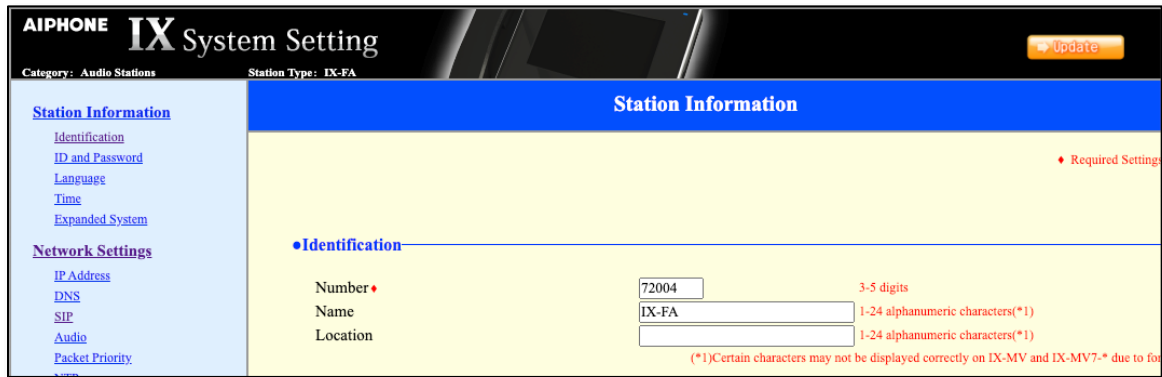 AIPHONE IX System Setting
Update
Category: Audio Stations Station Type: IX-FA
Station Information
Identification
ID and Password
Language
Time
Expanded System
Network Settings
IP Address
DNS
SIP
Audio
Packet Priority
NTP
Station Information
♦ Required Settings
●Identification
Number♦ 72004 3-5 digits
Name IX-FA 1-24 alphanumeric characters(*1)
Location 1-24 alphanumeric characters(*1)
(*1)Certain characters may not be displayed correctly on IX-MV and IX-MV7-* due to for